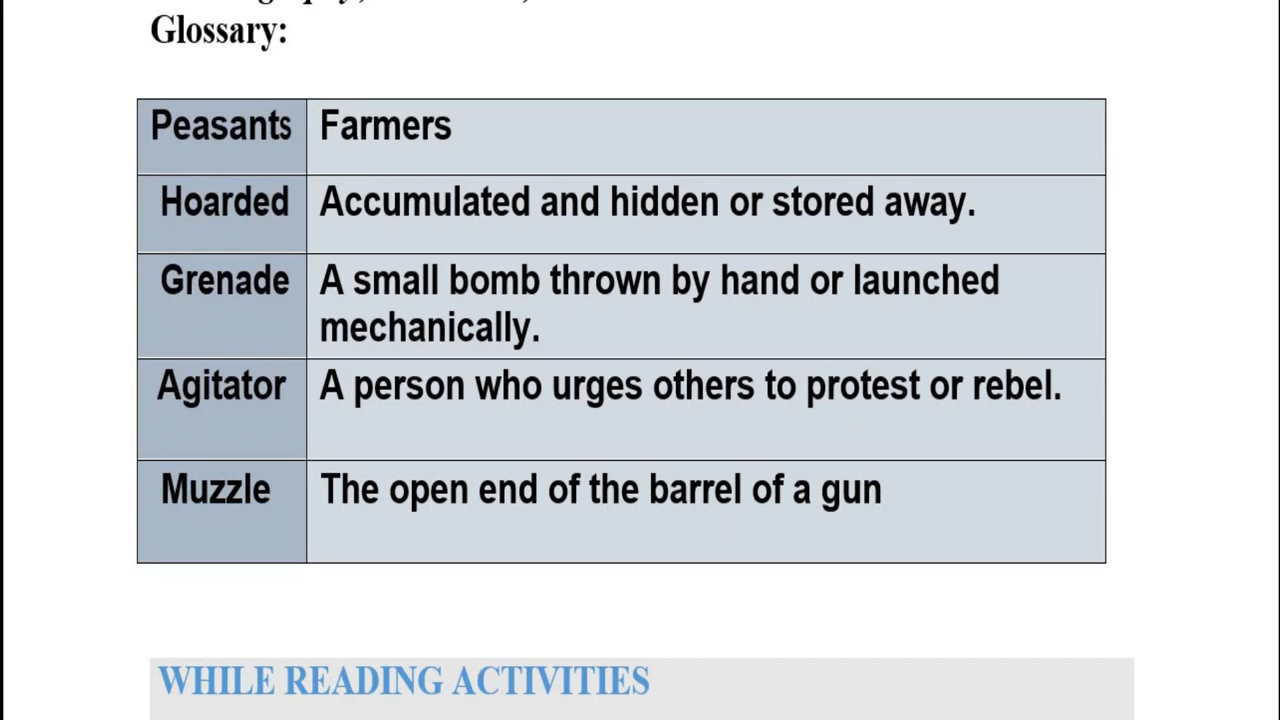 Glossary:
Peasants Farmers
Hoarded Accumulated and hidden or stored away.
Grenade A small bomb thrown by hand or launched
mechanically.
Agitator A person who urges others to protest or rebel.
Muzzle The open end of the barrel of a gun
WHILE READING ACTIVITIES